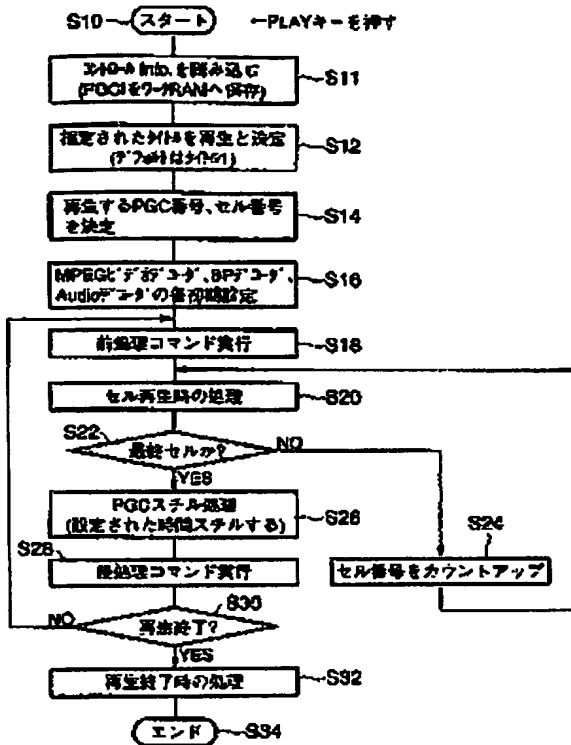 S10 スタート ←PLAYキーを押す
コントロールInfo.を読み込む
(PGCIをワークRAMへ保存)
S11
指定されたタイトルを再生と設定
(デフォルトはタイトル1)
S12
再生するPGC番号、セル番号
を決定
S14
MPEGビデオデコーダ、SPデコーダ、
Audioデコーダの各初期設定
S16
前処理コマンド実行
S18
セル再生時の処理
S20
S22
最終セルか?
NO
YES
PGCスチル処理
(設定された時間スチルする)
S26
S24
セル番号をカウントアップ
S28
後処理コマンド実行
S30
再生終了?
NO
YES
再生終了時の処理
S32
エンド
S34